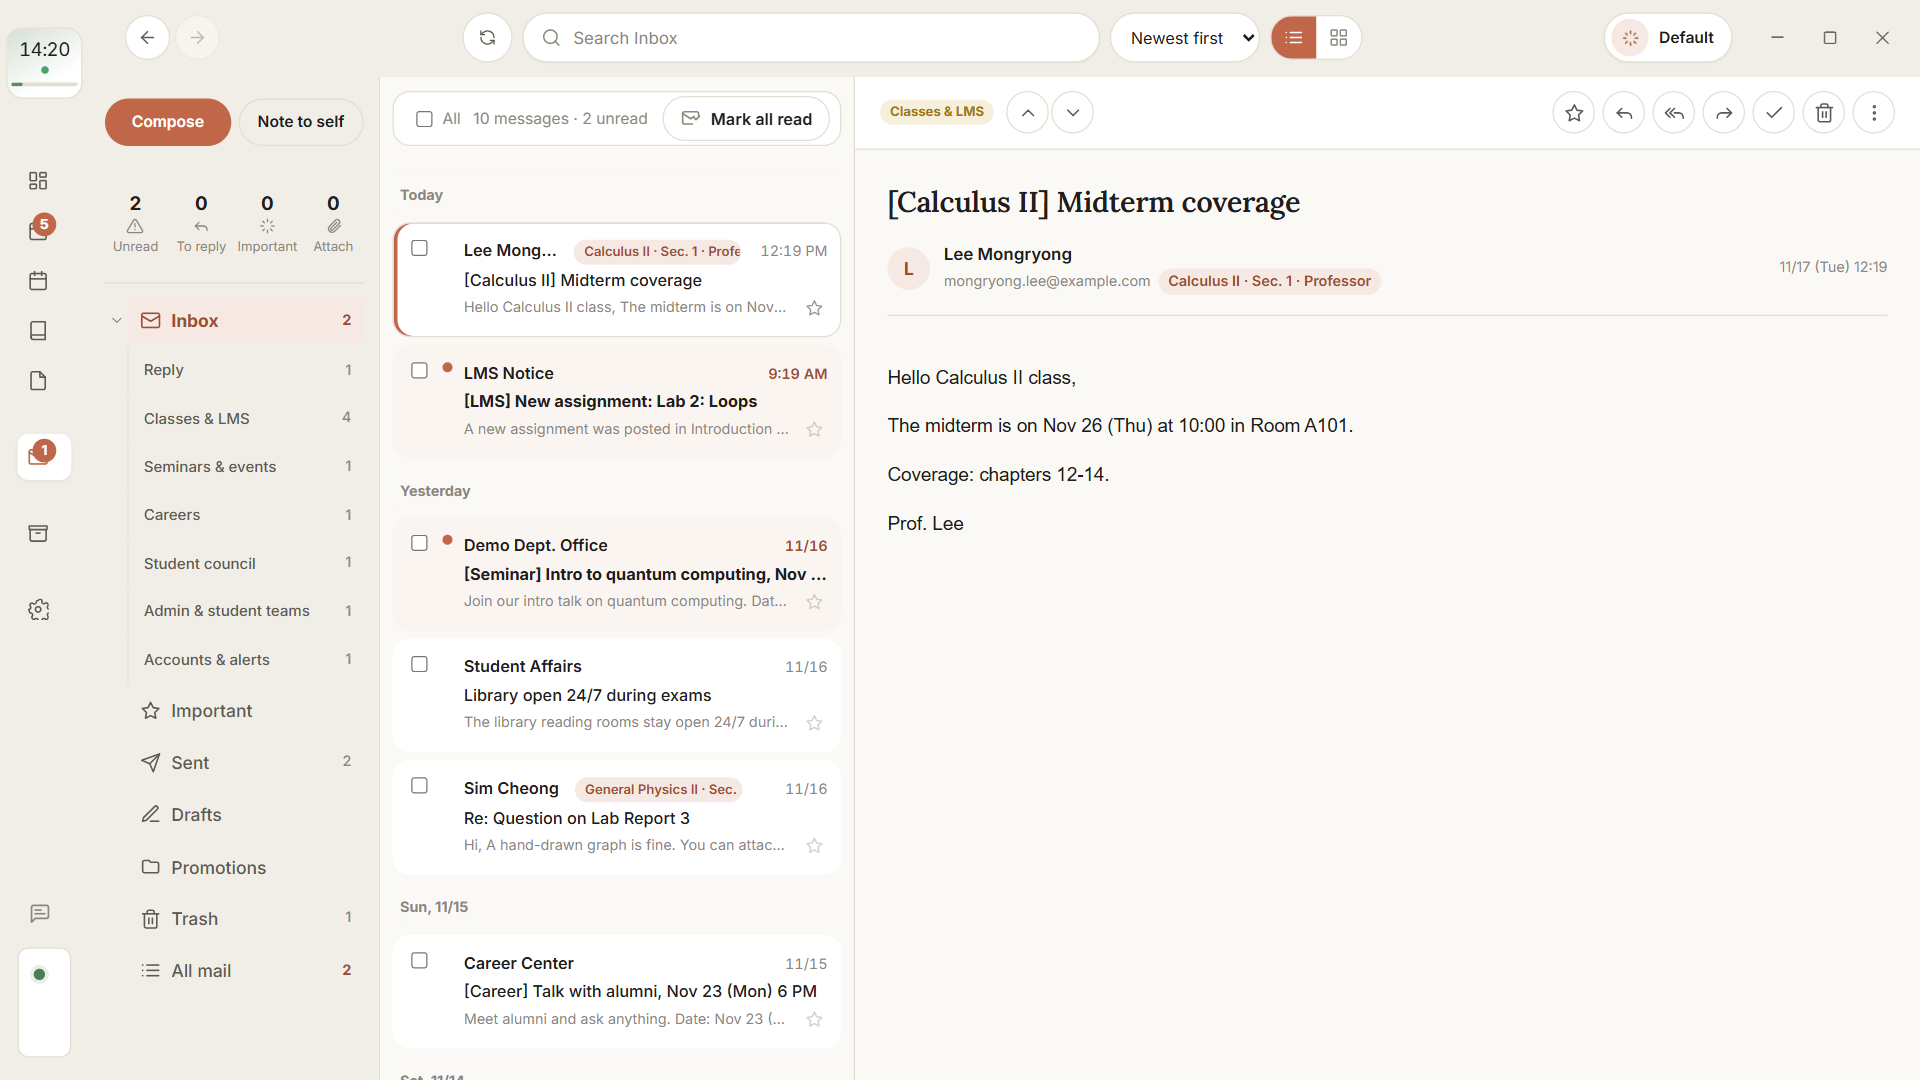 14:20
Search Inbox
Newest first
Default
Compose
Note to self
All 10 messages · 2 unread
Mark all read
Classes & LMS
5
1
2
Unread
0
To reply
0
Important
0
Attach
Inbox 2
Reply 1
Classes & LMS 4
Seminars & events 1
Careers 1
Student council 1
Admin & student teams 1
Accounts & alerts 1
Important
Sent 2
Drafts
Promotions
Trash 1
All mail 2
Today
Lee Mong... Calculus II · Sec. 1 · Profe 12:19 PM
[Calculus II] Midterm coverage
Hello Calculus II class, The midterm is on Nov...
LMS Notice 9:19 AM
[LMS] New assignment: Lab 2: Loops
A new assignment was posted in Introduction ...
Yesterday
Demo Dept. Office 11/16
[Seminar] Intro to quantum computing, Nov ...
Join our intro talk on quantum computing. Dat...
Student Affairs 11/16
Library open 24/7 during exams
The library reading rooms stay open 24/7 duri...
Sim Cheong General Physics II · Sec. 11/16
Re: Question on Lab Report 3
Hi, A hand-drawn graph is fine. You can attac...
Sun, 11/15
Career Center 11/15
[Career] Talk with alumni, Nov 23 (Mon) 6 PM
Meet alumni and ask anything. Date: Nov 23 (...
Sat, 11/14
[Calculus II] Midterm coverage
L
Lee Mongryong
mongryong.lee@example.com Calculus II · Sec. 1 · Professor
11/17 (Tue) 12:19
Hello Calculus II class,
The midterm is on Nov 26 (Thu) at 10:00 in Room A101.
Coverage: chapters 12-14.
Prof. Lee